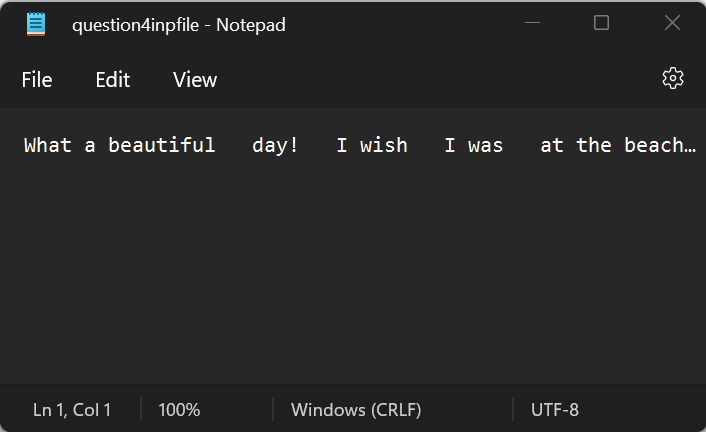 question4inpfile - Notepad
File Edit View
What a beautiful   day!   I wish   I was   at the beach…
Ln 1, Col 1 100% Windows (CRLF) UTF-8